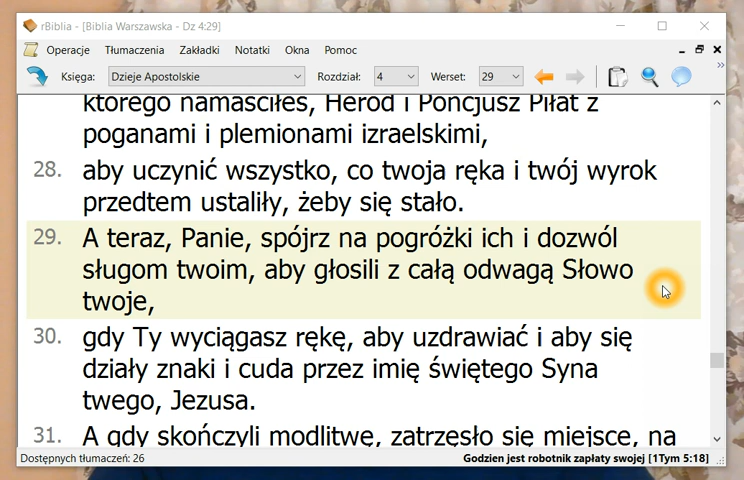 rBiblia - [Biblia Warszawska - Dz 4:29]
Operacje Tłumaczenia Zakładki Notatki Okna Pomoc
Księga: Dzieje Apostolskie Rozdział: 4 Werset: 29
którego namaściłeś, Herod i Poncjusz Piłat z
poganami i plemionami izraelskimi,
28. aby uczynić wszystko, co twoja ręka i twój wyrok
przedtem ustaliły, żeby się stało.
29. A teraz, Panie, spójrz na pogróżki ich i dozwól
sługom twoim, aby głosili z całą odwagą Słowo
twoje,
30. gdy Ty wyciągasz rękę, aby uzdrawiać i aby się
działy znaki i cuda przez imię świętego Syna
twego, Jezusa.
31. A gdy skończyli modlitwę, zatrzęsło się miejsce, na
Dostępnych tłumaczeń: 26 Godzien jest robotnik zapłaty swojej [1Tym 5:18]